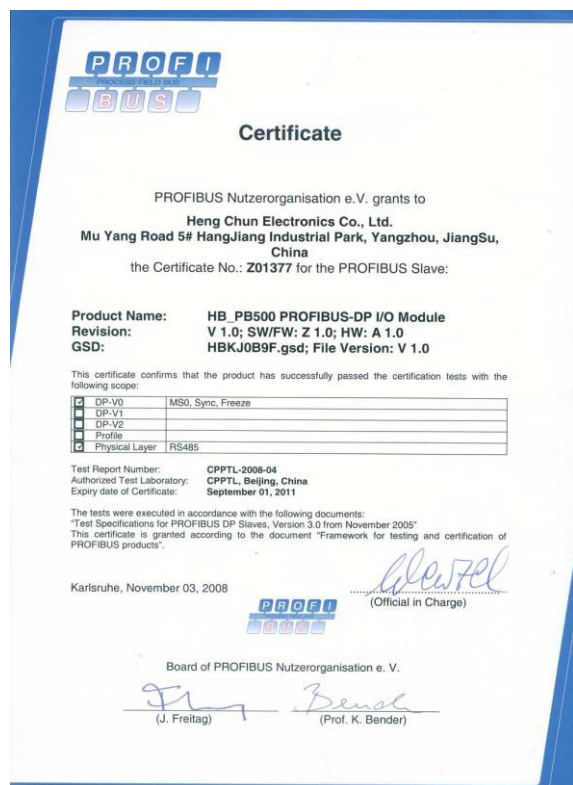 PROFI
PROCESS FIELD BUS
BUS
Certificate
PROFIBUS Nutzerorganisation e.V. grants to
Heng Chun Electronics Co., Ltd.
Mu Yang Road 5# HangJiang Industrial Park, Yangzhou, JiangSu,
China
the Certificate No.: Z01377 for the PROFIBUS Slave:
Product Name: HB_PB500 PROFIBUS-DP I/O Module
Revision: V 1.0; SW/FW: Z 1.0; HW: A 1.0
GSD: HBKJ0B9F.gsd; File Version: V 1.0
This certificate confirms that the product has successfully passed the certification tests with the
following scope:
DP-V0 MS0, Sync, Freeze
DP-V1
DP-V2
Profile
Physical Layer RS485
Test Report Number: CPPTL-2008-04
Authorized Test Laboratory: CPPTL, Beijing, China
Expiry date of Certificate: September 01, 2011
The tests were executed in accordance with the following documents:
"Test Specifications for PROFIBUS DP Slaves, Version 3.0 from November 2005"
This certificate is granted according to the document "Framework for testing and certification of
PROFIBUS products".
Karlsruhe, November 03, 2008
(Official in Charge)
PROFI
BUS
Board of PROFIBUS Nutzerorganisation e. V.
(J. Freitag) (Prof. K. Bender)